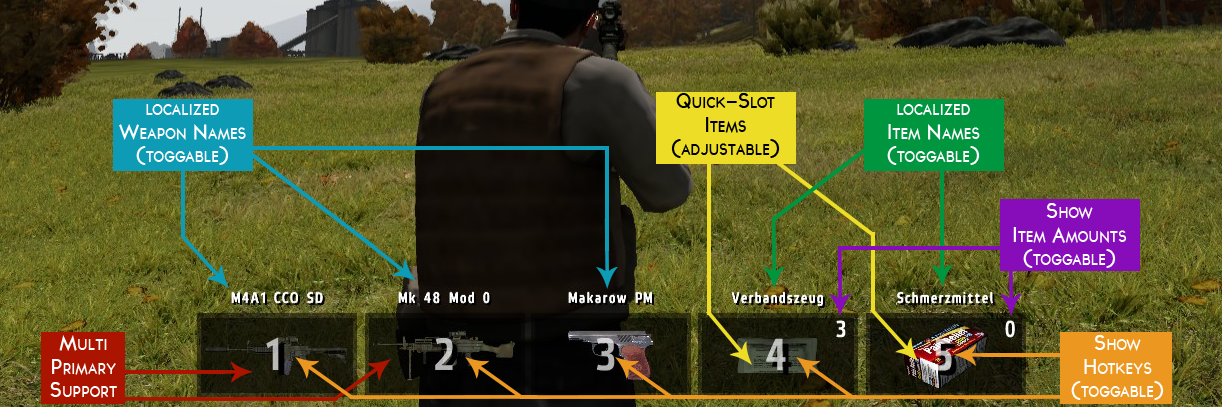 LOCALIZED
WEAPON NAMES
(TOGGABLE)
QUICK-SLOT
ITEMS
(ADJUSTABLE)
LOCALIZED
ITEM NAMES
(TOGGABLE)
SHOW
ITEM AMOUNTS
(TOGGABLE)
M4A1 CCO SD
Mk 48 Mod 0
Makarow PM
Verbandszeug
Schmerzmittel
3
0
MULTI
PRIMARY
SUPPORT
1
2
3
4
5
SHOW
HOTKEYS
(TOGGABLE)